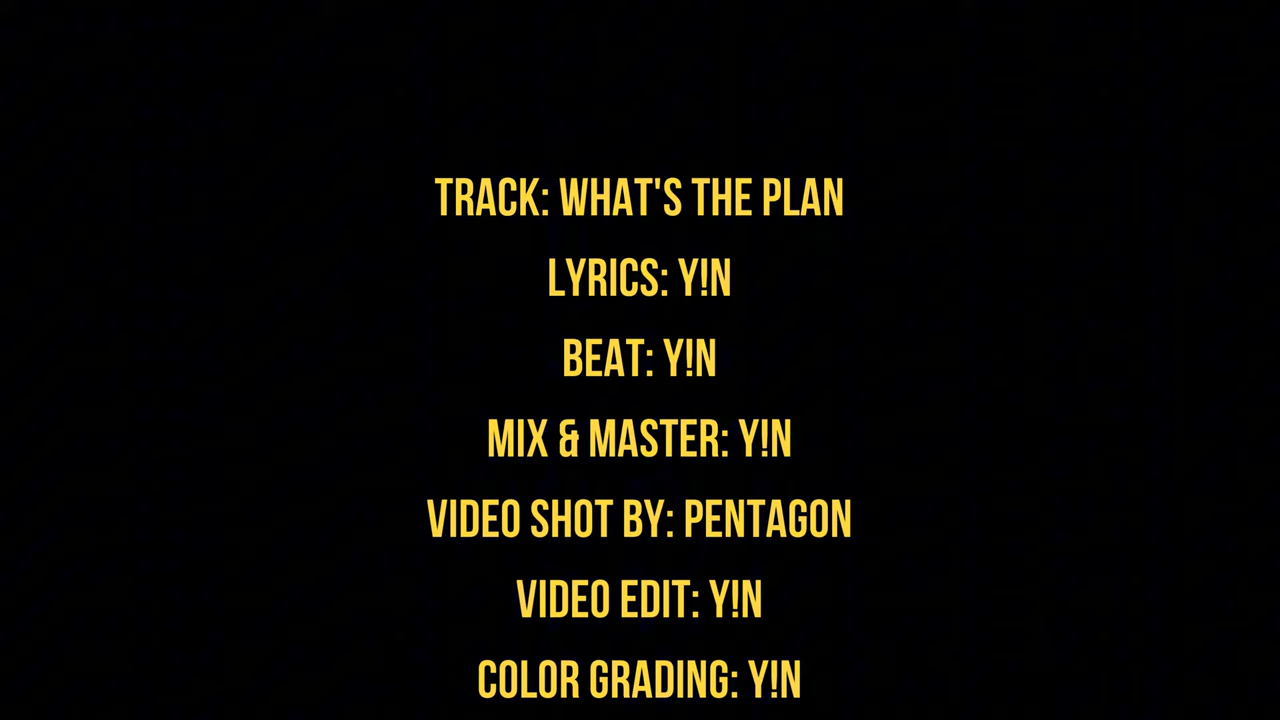 TRACK: WHAT'S THE PLAN
LYRICS: Y!N
BEAT: Y!N
MIX & MASTER: Y!N
VIDEO SHOT BY: PENTAGON
VIDEO EDIT: Y!N
COLOR GRADING: Y!N